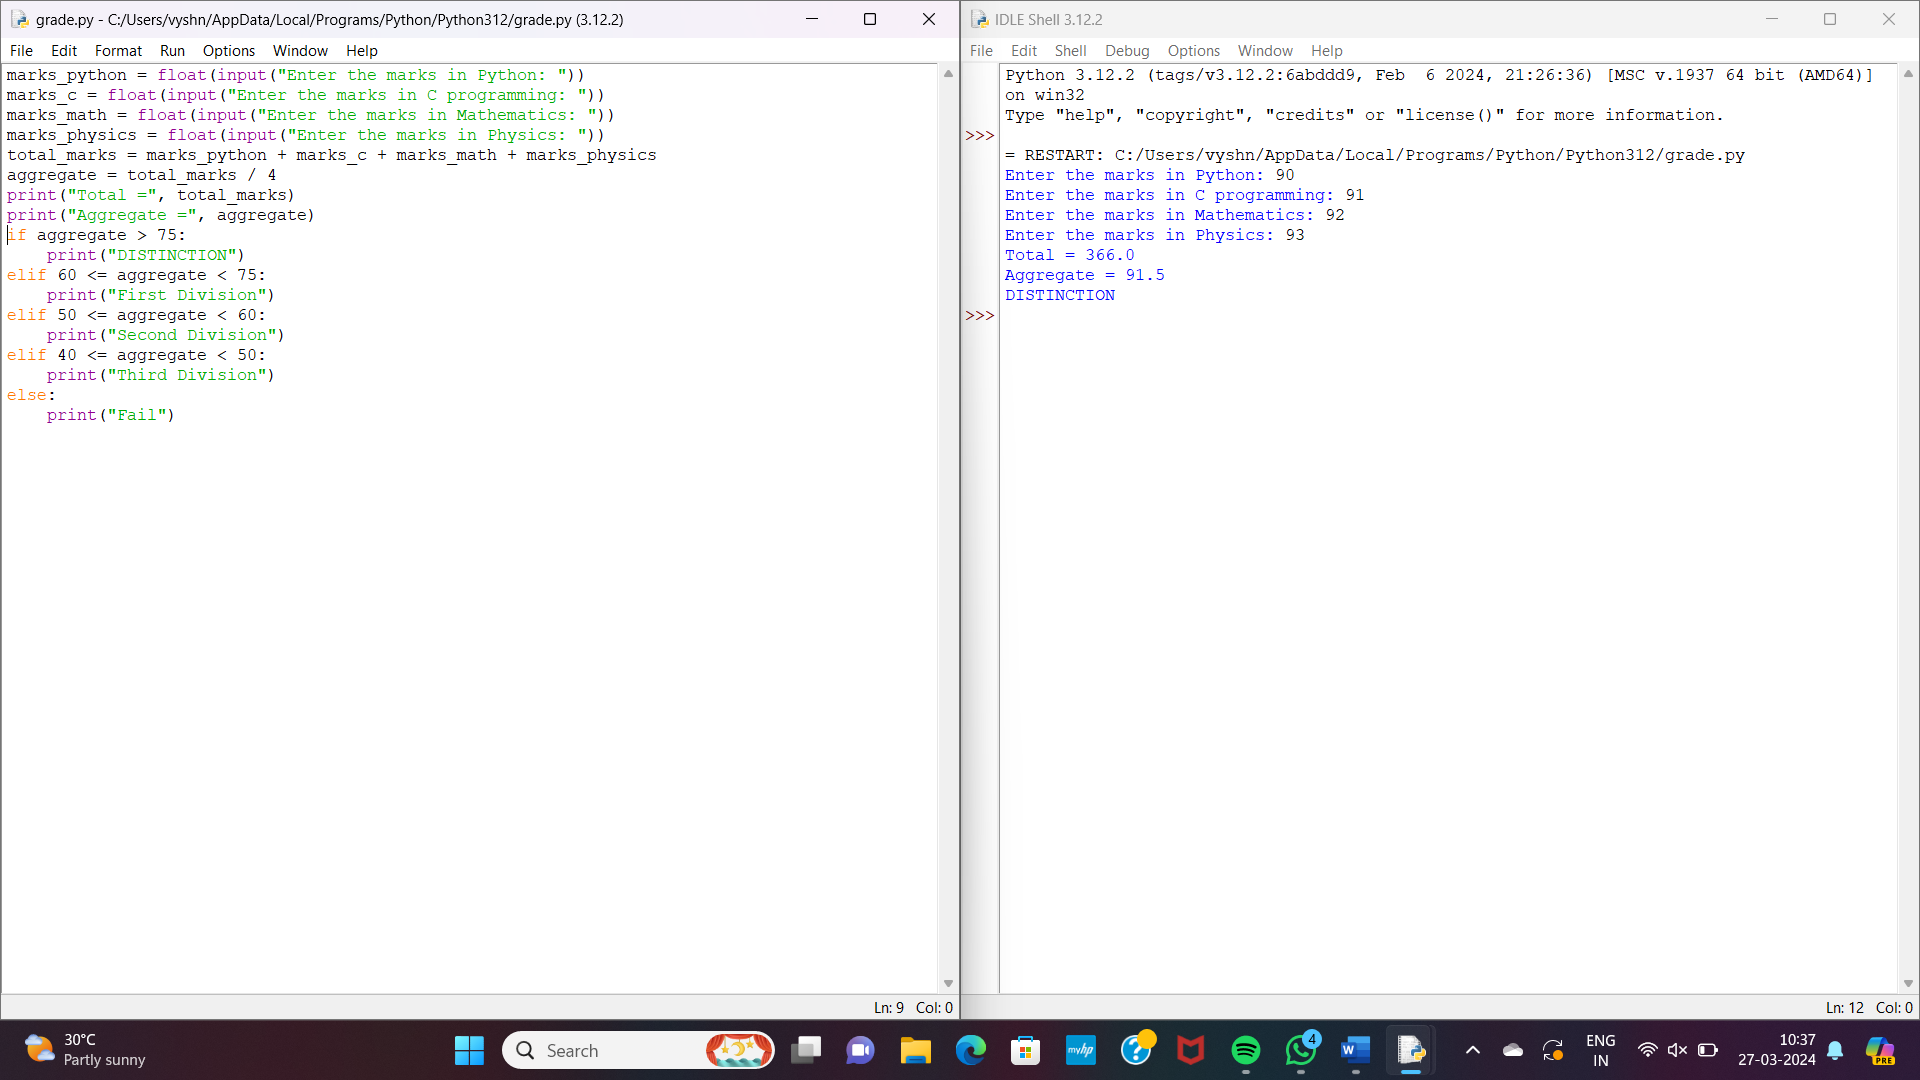 grade.py - C:/Users/vyshn/AppData/Local/Programs/Python/Python312/grade.py (3.12.2)
File Edit Format Run Options Window Help
marks_python = float(input("Enter the marks in Python: "))
marks_c = float(input("Enter the marks in C programming: "))
marks_math = float(input("Enter the marks in Mathematics: "))
marks_physics = float(input("Enter the marks in Physics: "))
total_marks = marks_python + marks_c + marks_math + marks_physics
aggregate = total_marks / 4
print("Total =", total_marks)
print("Aggregate =", aggregate)
if aggregate > 75:
    print("DISTINCTION")
elif 60 <= aggregate < 75:
    print("First Division")
elif 50 <= aggregate < 60:
    print("Second Division")
elif 40 <= aggregate < 50:
    print("Third Division")
else:
    print("Fail")
Ln: 9 Col: 0
IDLE Shell 3.12.2
File Edit Shell Debug Options Window Help
Python 3.12.2 (tags/v3.12.2:6abddd9, Feb  6 2024, 21:26:36) [MSC v.1937 64 bit (AMD64)]
on win32
Type "help", "copyright", "credits" or "license()" for more information.
>>>
= RESTART: C:/Users/vyshn/AppData/Local/Programs/Python/Python312/grade.py
Enter the marks in Python: 90
Enter the marks in C programming: 91
Enter the marks in Mathematics: 92
Enter the marks in Physics: 93
Total = 366.0
Aggregate = 91.5
DISTINCTION
>>>
Ln: 12 Col: 0
30°C
Partly sunny
Search
myhp
4
W
ENG
IN
10:37
27-03-2024
PRE